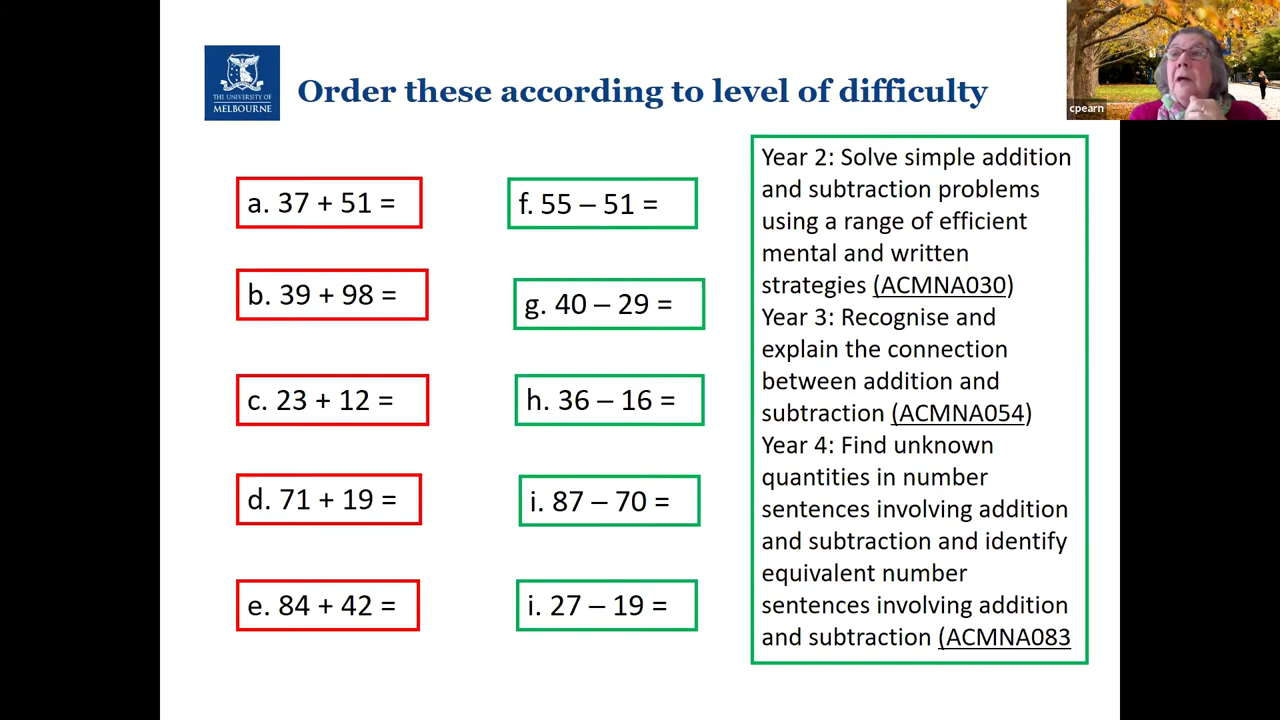 THE UNIVERSITY OF
MELBOURNE
Order these according to level of difficulty
cpearn
a. 37 + 51 =
b. 39 + 98 =
c. 23 + 12 =
d. 71 + 19 =
e. 84 + 42 =
f. 55 – 51 =
g. 40 – 29 =
h. 36 – 16 =
i. 87 – 70 =
i. 27 – 19 =
Year 2: Solve simple addition
and subtraction problems
using a range of efficient
mental and written
strategies (ACMNA030)
Year 3: Recognise and
explain the connection
between addition and
subtraction (ACMNA054)
Year 4: Find unknown
quantities in number
sentences involving addition
and subtraction and identify
equivalent number
sentences involving addition
and subtraction (ACMNA083